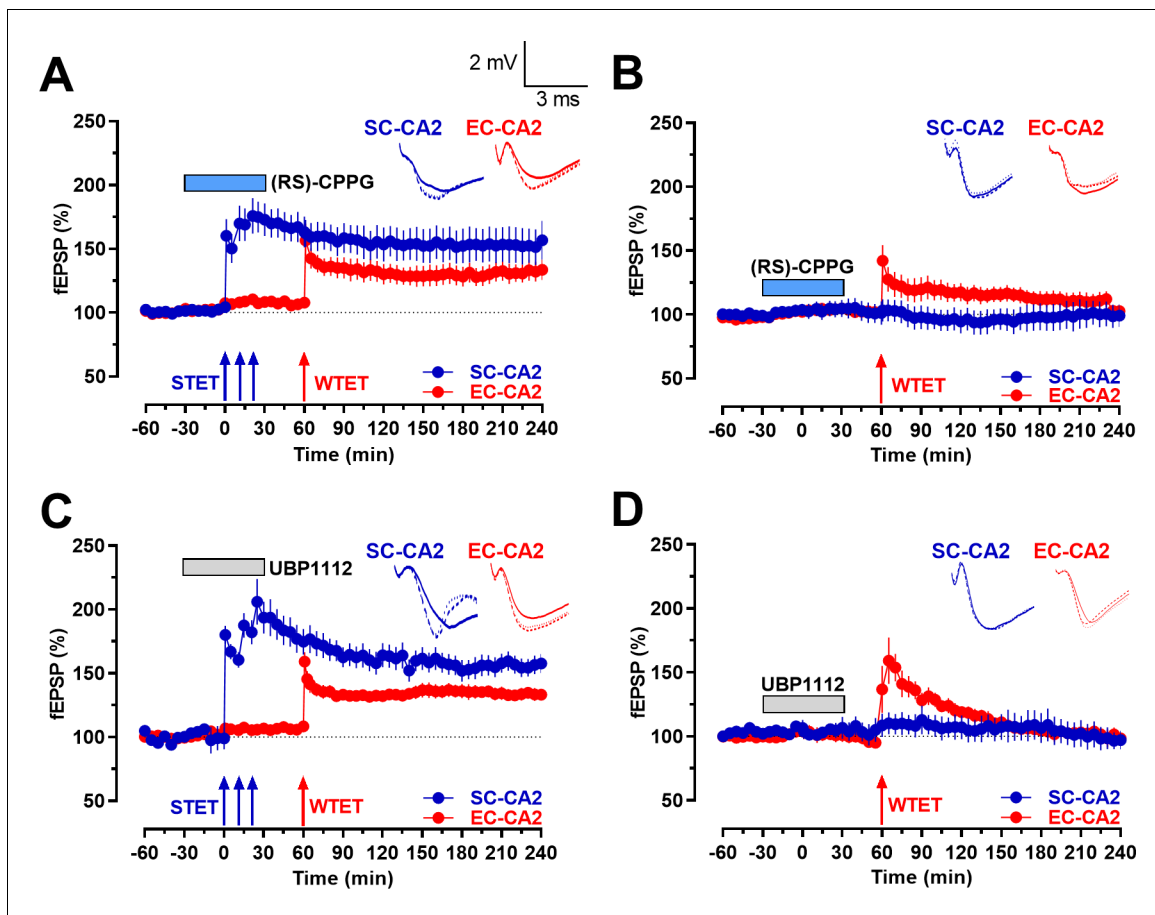 A
2 mV
3 ms
SC-CA2 EC-CA2
250
200
150
100
50
fEPSP (%)
(RS)-CPPG
STET
WTET
SC-CA2
EC-CA2
-60 -30 0 30 60 90 120 150 180 210 240
Time (min)
B
SC-CA2 EC-CA2
250
200
150
100
50
fEPSP (%)
(RS)-CPPG
WTET
SC-CA2
EC-CA2
-60 -30 0 30 60 90 120 150 180 210 240
Time (min)
C
SC-CA2 EC-CA2
250
200
150
100
50
fEPSP (%)
UBP1112
STET
WTET
SC-CA2
EC-CA2
-60 -30 0 30 60 90 120 150 180 210 240
Time (min)
D
SC-CA2 EC-CA2
250
200
150
100
50
fEPSP (%)
UBP1112
WTET
SC-CA2
EC-CA2
-60 -30 0 30 60 90 120 150 180 210 240
Time (min)